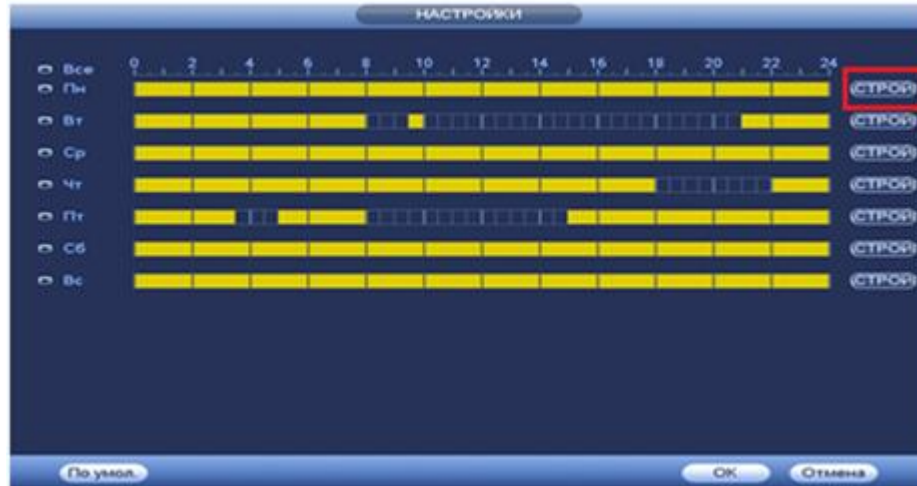 НАСТРОЙКИ
Все 0 2 4 6 8 10 12 14 16 18 20 22 24
Пн СТРОЙ
Вт СТРОЙ
Ср СТРОЙ
Чт СТРОЙ
Пт СТРОЙ
Сб СТРОЙ
Вс СТРОЙ
По умол. OK Отмена